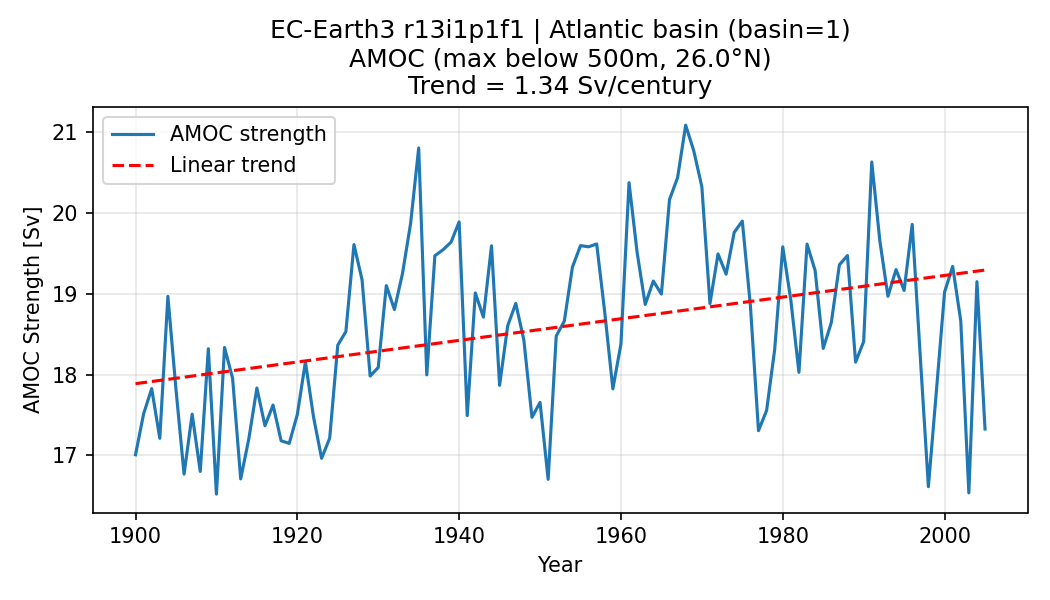 EC-Earth3 r13i1p1f1 | Atlantic basin (basin=1)
AMOC (max below 500m, 26.0°N)
Trend = 1.34 Sv/century
AMOC strength
Linear trend
AMOC Strength [Sv]
21
20
19
18
17
1900
1920
1940
1960
1980
2000
Year